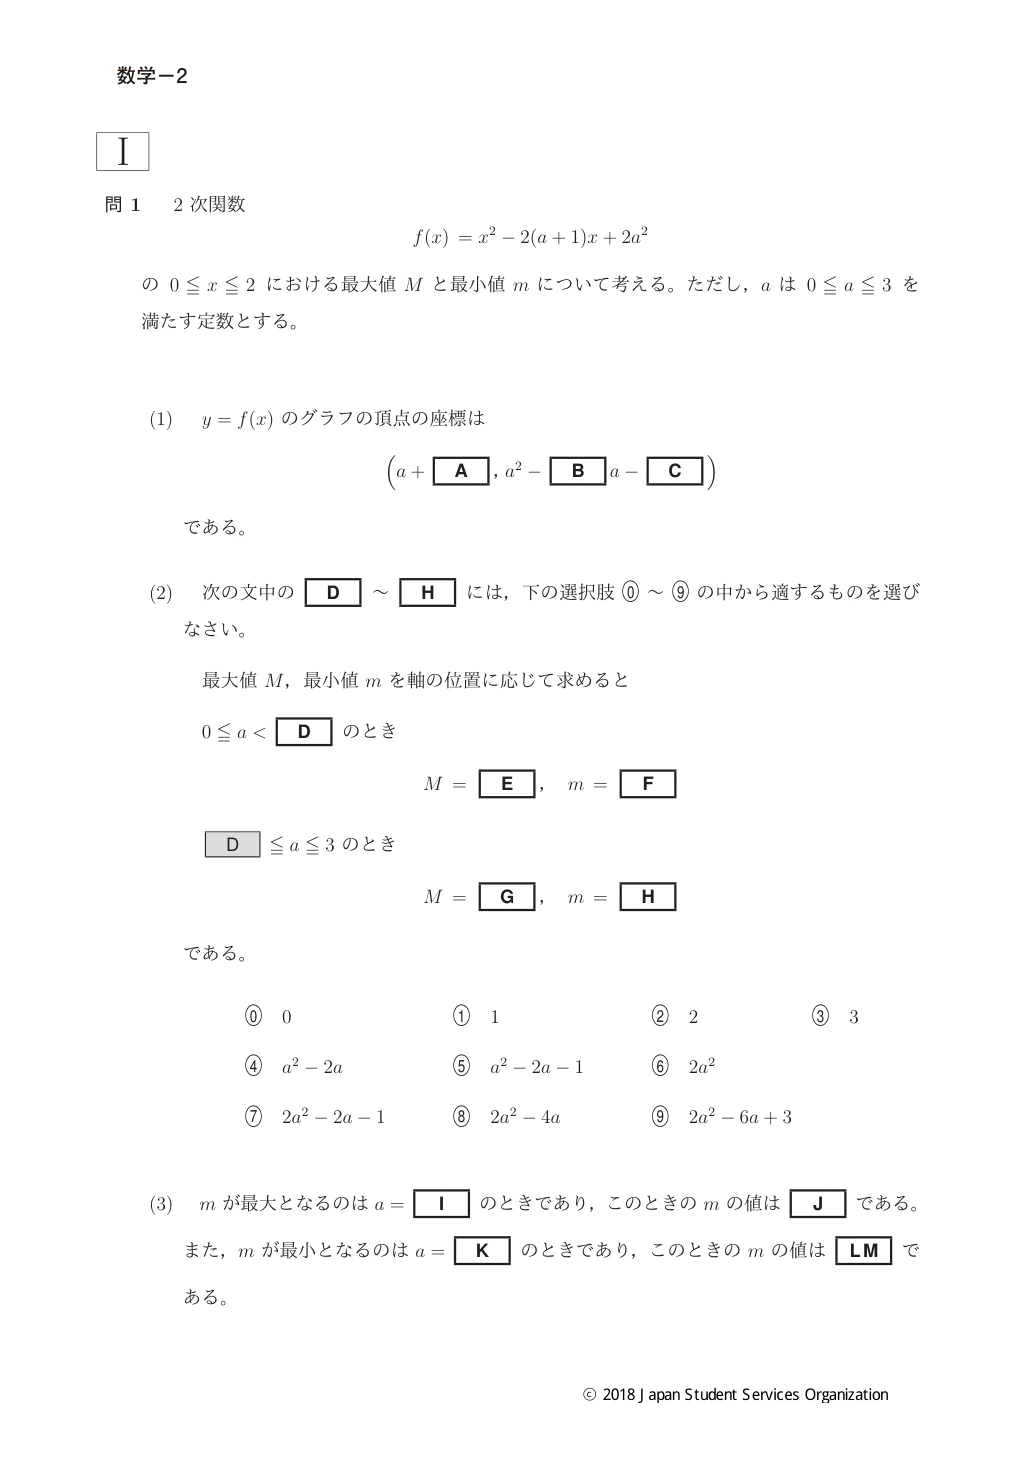 数学－2
I
問 1 2 次関数
f(x) = x² − 2(a + 1)x + 2a²
の 0 ≦ x ≦ 2 における最大値 M と最小値 m について考える。ただし，a は 0 ≦ a ≦ 3 を
満たす定数とする。
(1) y = f(x) のグラフの頂点の座標は
(a + A , a² − B a − C )
である。
(2) 次の文中の D ～ H には，下の選択肢 ⓪ ～ ⑨ の中から適するものを選び
なさい。
最大値 M，最小値 m を軸の位置に応じて求めると
0 ≦ a < D のとき
M = E ， m = F
D ≦ a ≦ 3 のとき
M = G ， m = H
である。
⓪ 0 ① 1 ② 2 ③ 3
④ a² − 2a ⑤ a² − 2a − 1 ⑥ 2a²
⑦ 2a² − 2a − 1 ⑧ 2a² − 4a ⑨ 2a² − 6a + 3
(3) m が最大となるのは a = I のときであり，このときの m の値は J である。
また，m が最小となるのは a = K のときであり，このときの m の値は LM で
ある。
© 2018 Japan Student Services Organization